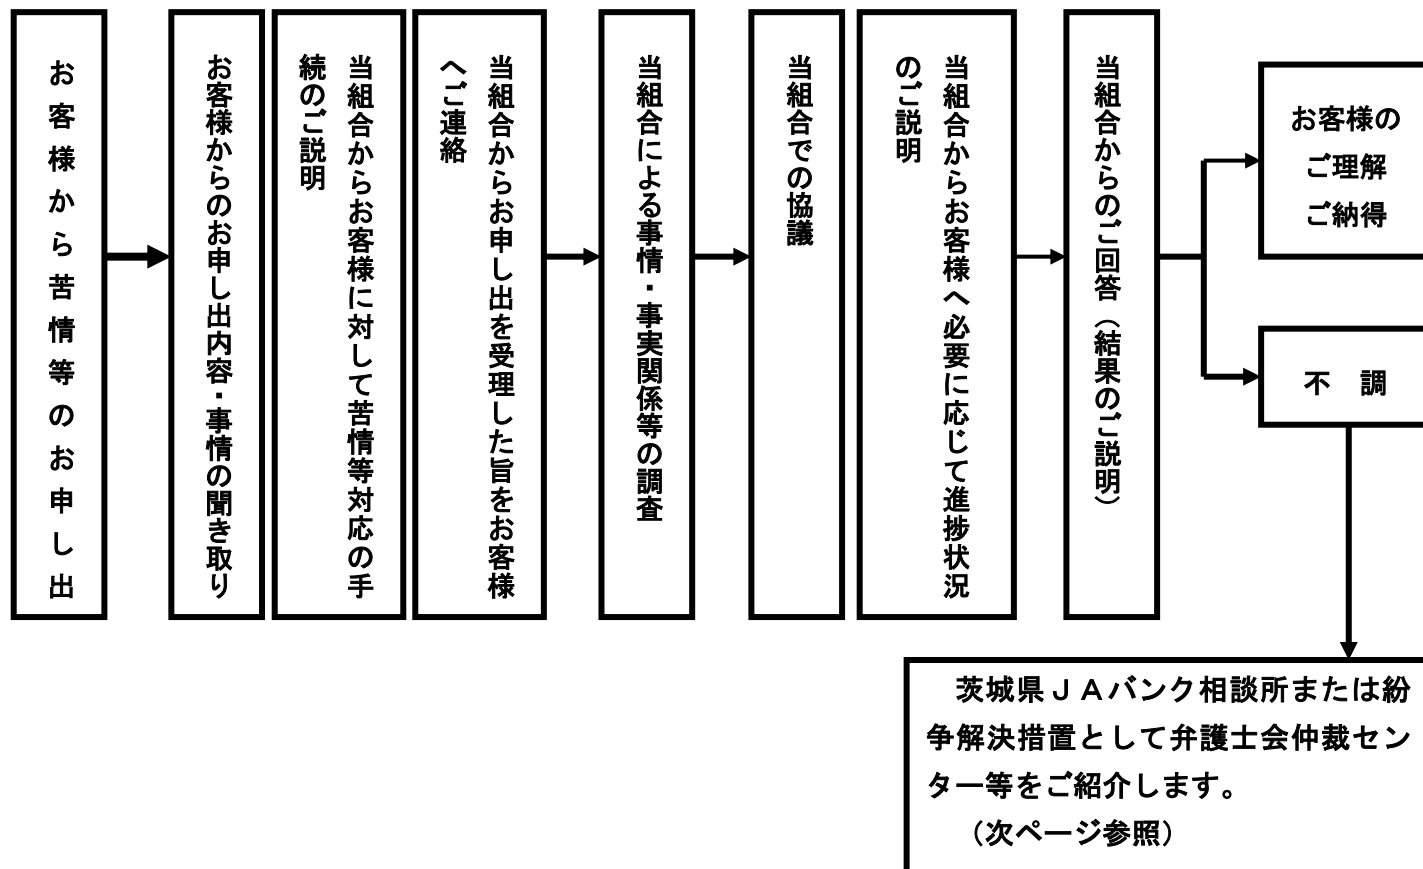 お客様から苦情等のお申し出
お客様からのお申し出内容・事情の聞き取り
当組合からお客様に対して苦情等対応の手
続のご説明
当組合からお申し出を受理した旨をお客様
へご連絡
当組合による事情・事実関係等の調査
当組合での協議
当組合からお客様へ必要に応じて進捗状況
のご説明
当組合からのご回答（結果のご説明）
お客様の
ご理解
ご納得
不　調
茨城県ＪＡバンク相談所または紛
争解決措置として弁護士会仲裁セン
ター等をご紹介します。
（次ページ参照）